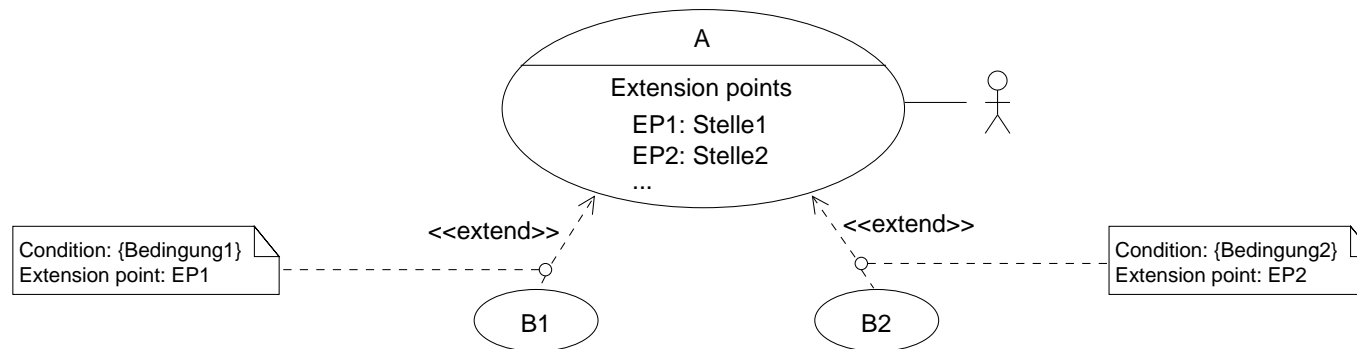 A
Extension points
EP1: Stelle1
EP2: Stelle2
...
<<extend>>
<<extend>>
Condition: {Bedingung1}
Extension point: EP1
Condition: {Bedingung2}
Extension point: EP2
B1
B2